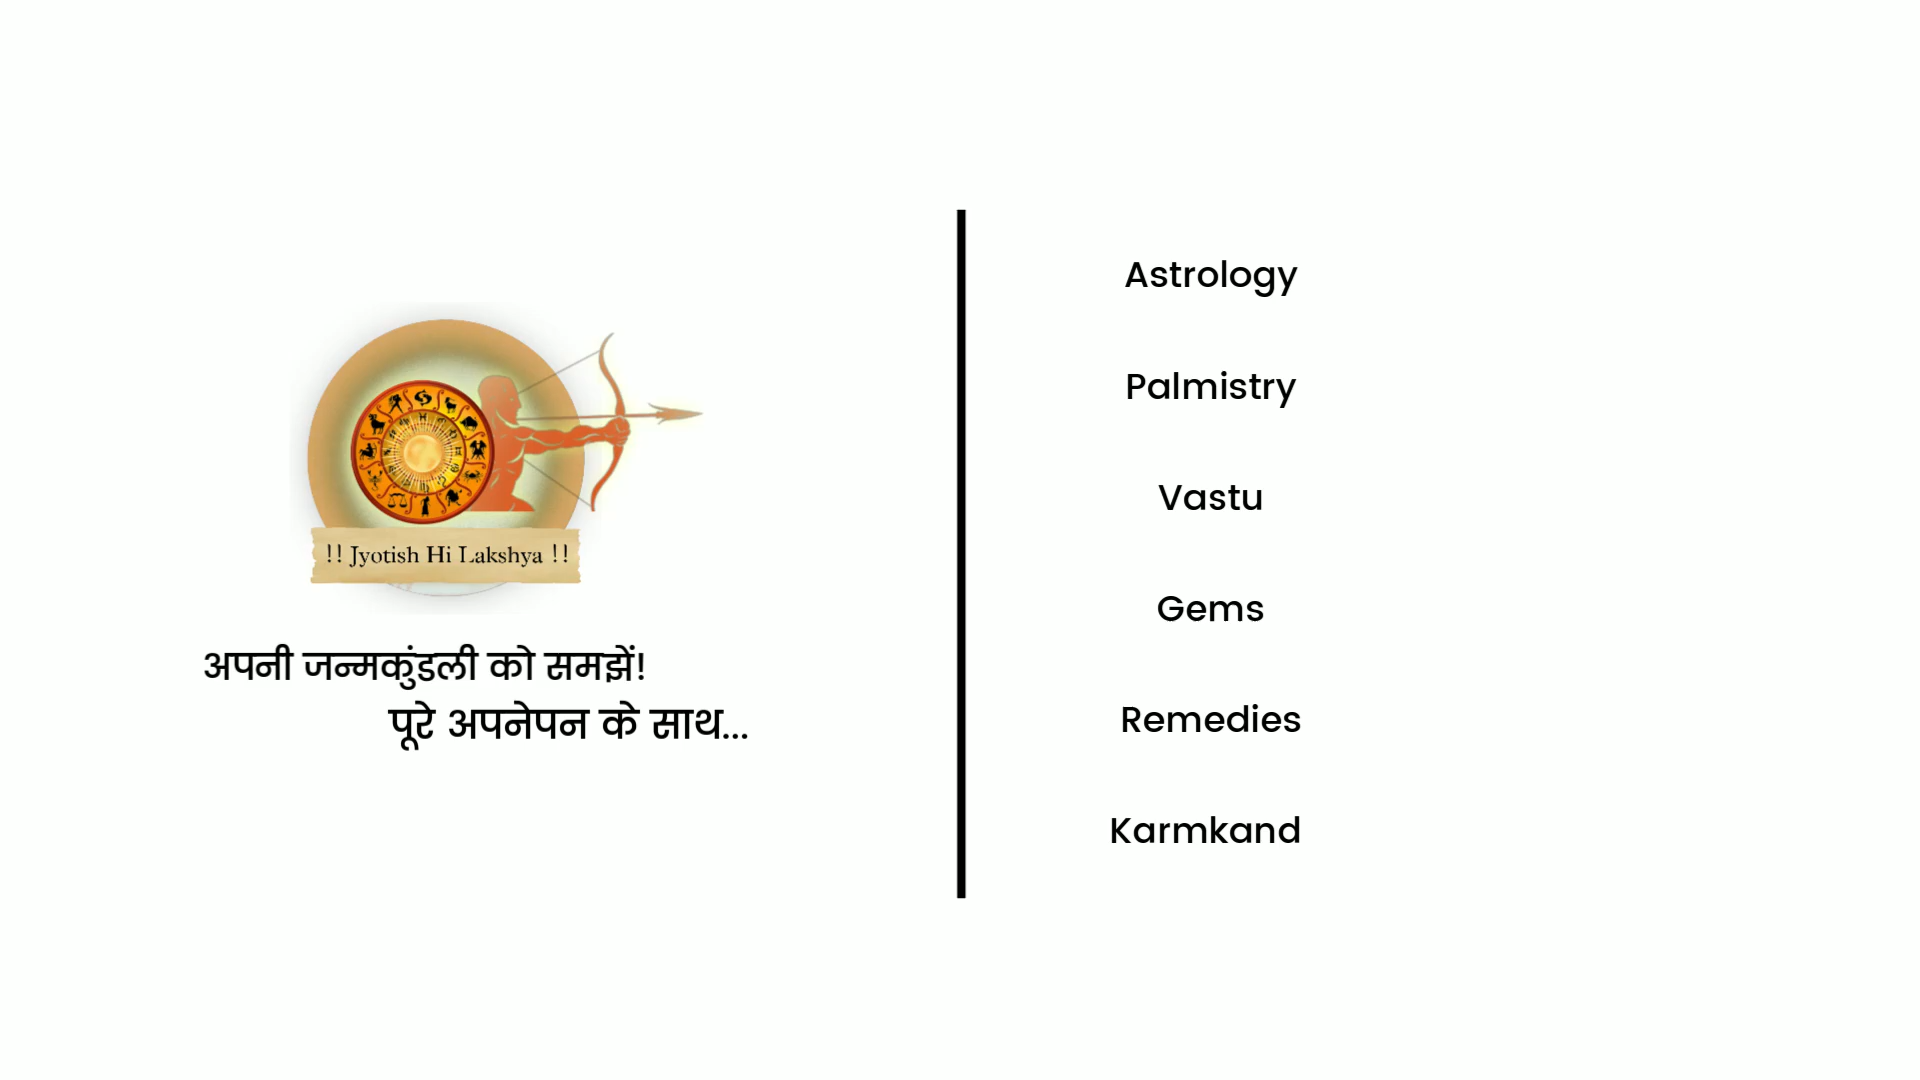 !! Jyotish Hi Lakshya !!
अपनी जन्मकुंडली को समझें!
पूरे अपनेपन के साथ...
Astrology
Palmistry
Vastu
Gems
Remedies
Karmkand